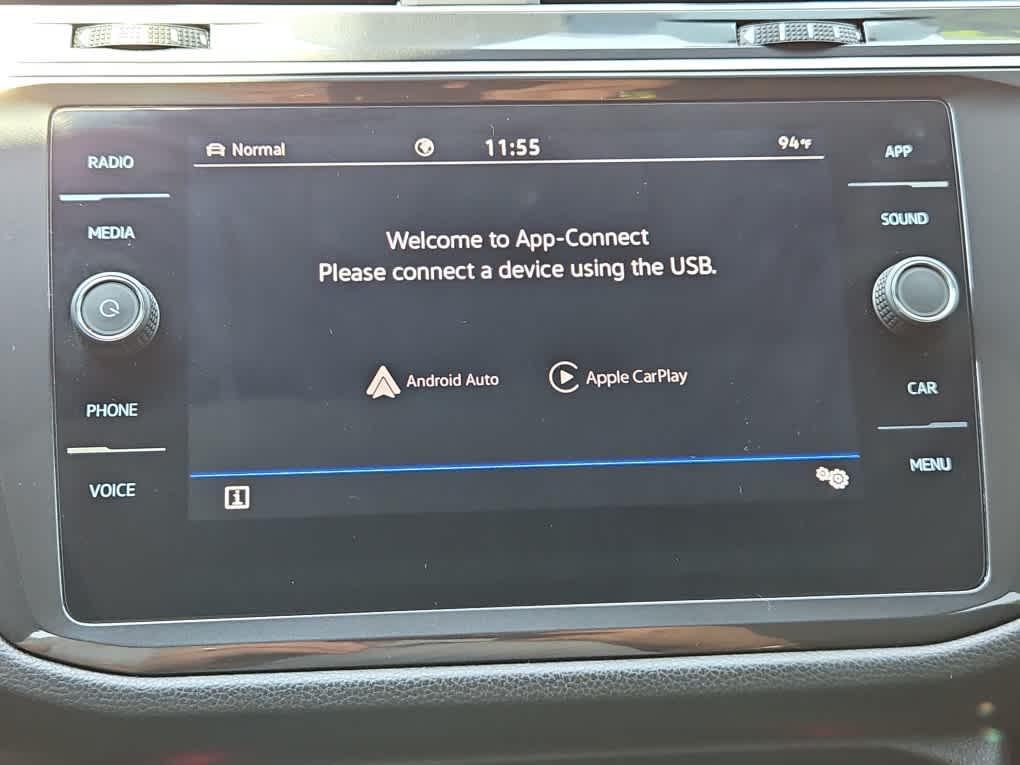 Normal 11:55 94°F
RADIO
MEDIA
PHONE
VOICE
Welcome to App-Connect
Please connect a device using the USB.
Android Auto
Apple CarPlay
i
APP
SOUND
CAR
MENU